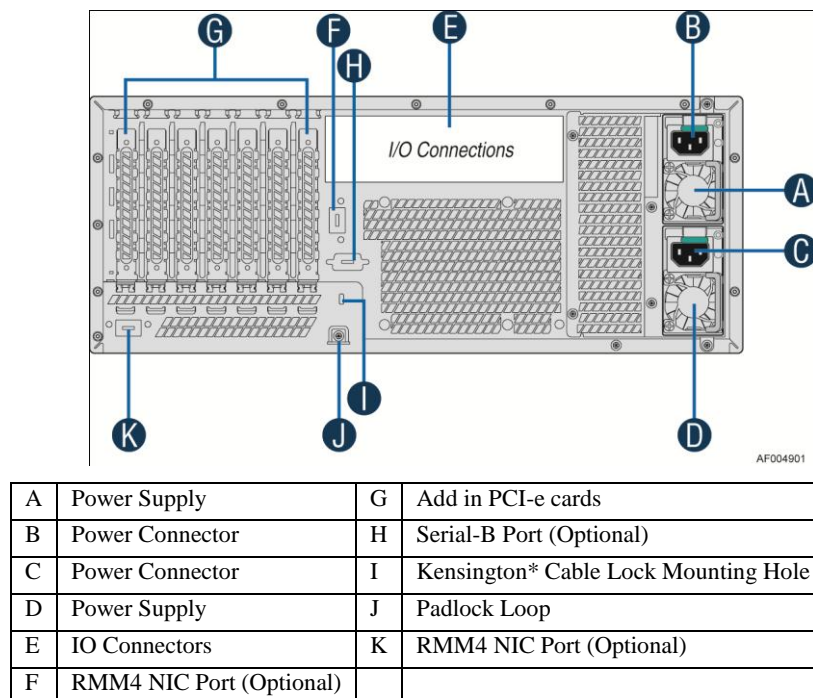 G
F
H
E
B
I/O Connections
A
C
K
J
I
D
AF004901
A Power Supply G Add in PCI-e cards
B Power Connector H Serial-B Port (Optional)
C Power Connector I Kensington* Cable Lock Mounting Hole
D Power Supply J Padlock Loop
E IO Connectors K RMM4 NIC Port (Optional)
F RMM4 NIC Port (Optional)